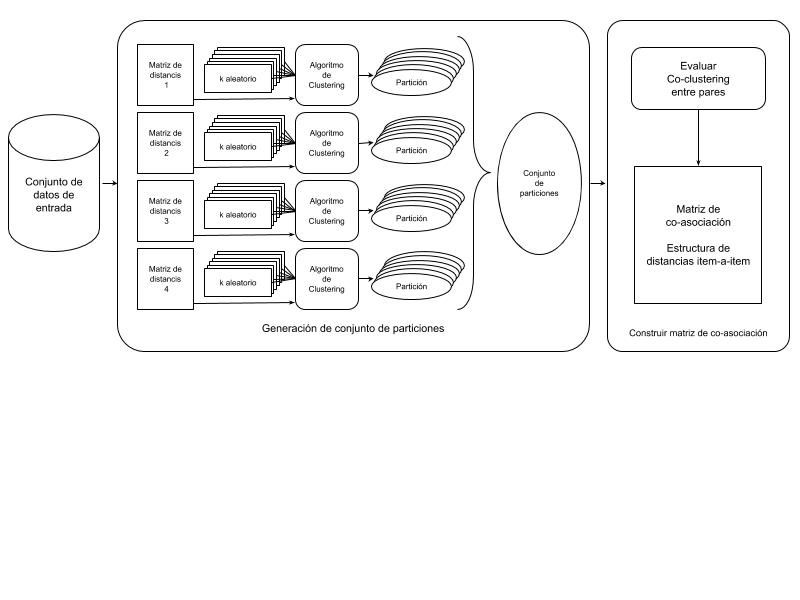 Conjunto de
datos de
entrada
Matriz de
distancis
1
k aleatorio
Algoritmo
de
Clustering
Partición
Matriz de
distancis
2
k aleatorio
Algoritmo
de
Clustering
Partición
Matriz de
distancis
3
k aleatorio
Algoritmo
de
Clustering
Partición
Matriz de
distancis
4
k aleatorio
Algoritmo
de
Clustering
Partición
Generación de conjunto de particiones
Conjunto
de
particiones
Evaluar
Co-clustering
entre pares
Matriz de
co-asociación
Estructura de
distancias item-a-item
Construir matriz de co-asociación